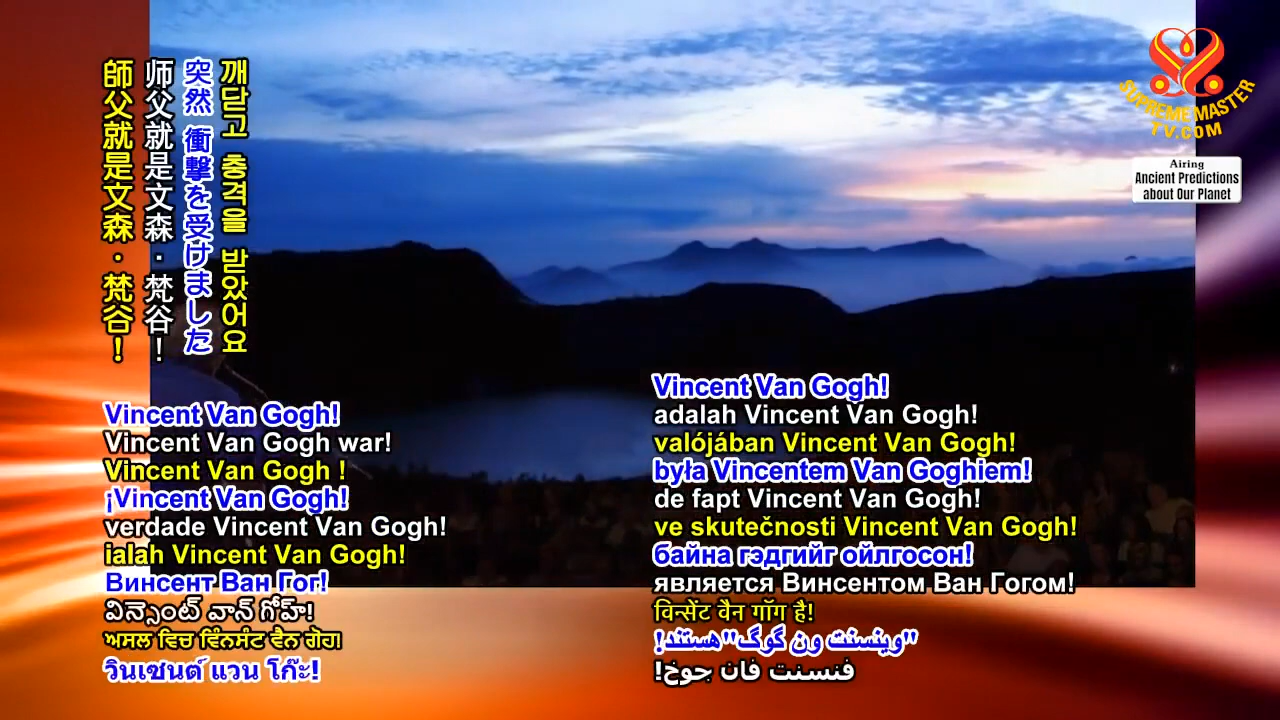 SUPREME MASTER
TV.COM
Airing
Ancient Predictions
about Our Planet
깨닫고 충격을 받았어요
突然 衝撃を受けました
师父就是文森·梵谷！
師父就是文森·梵谷！
Vincent Van Gogh!
Vincent Van Gogh war!
Vincent Van Gogh !
¡Vincent Van Gogh!
verdade Vincent Van Gogh!
ialah Vincent Van Gogh!
Винсент Ван Гог!
విన్సెంట్ వాన్ గోహ్!
ਅਸਲ ਵਿਚ ਵਿੰਨਸੰਟ ਵੈਨ ਗੋਹ!
วินเซนต์ แวน โก๊ะ!
Vincent Van Gogh!
adalah Vincent Van Gogh!
valójában Vincent Van Gogh!
była Vincentem Van Goghiem!
de fapt Vincent Van Gogh!
ve skutečnosti Vincent Van Gogh!
байна гэдгийг ойлгосон!
является Винсентом Ван Гогом!
विन्सेंट वैन गॉग है!
"وینسنت ون گوگ"هستند!
فنسنت فان جوخ!